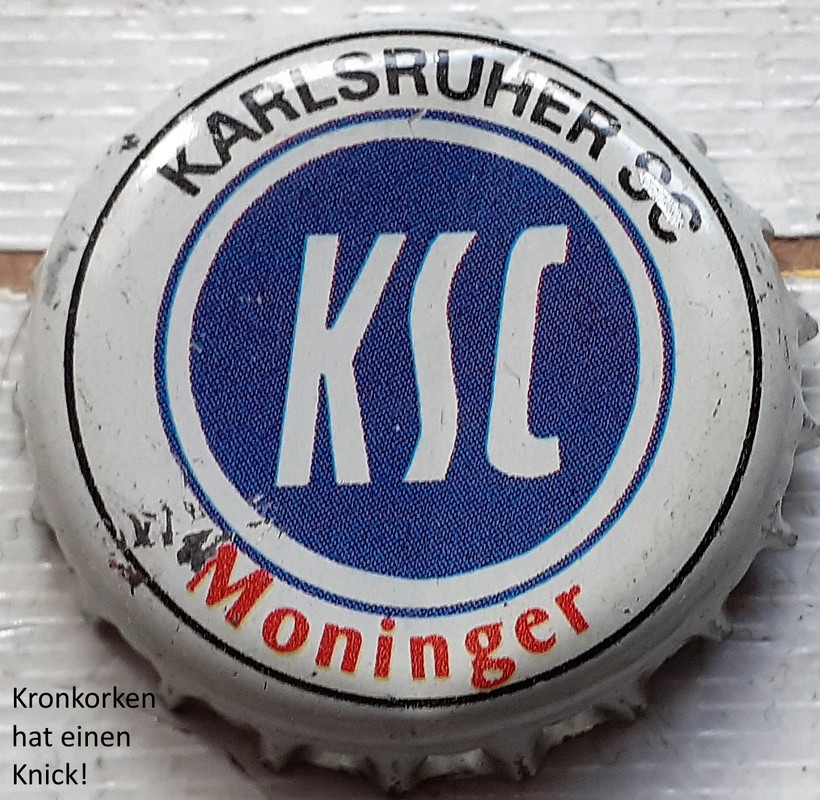 KARLSRUHER SC
KSC
Moninger
Kronkorken
hat einen
Knick!